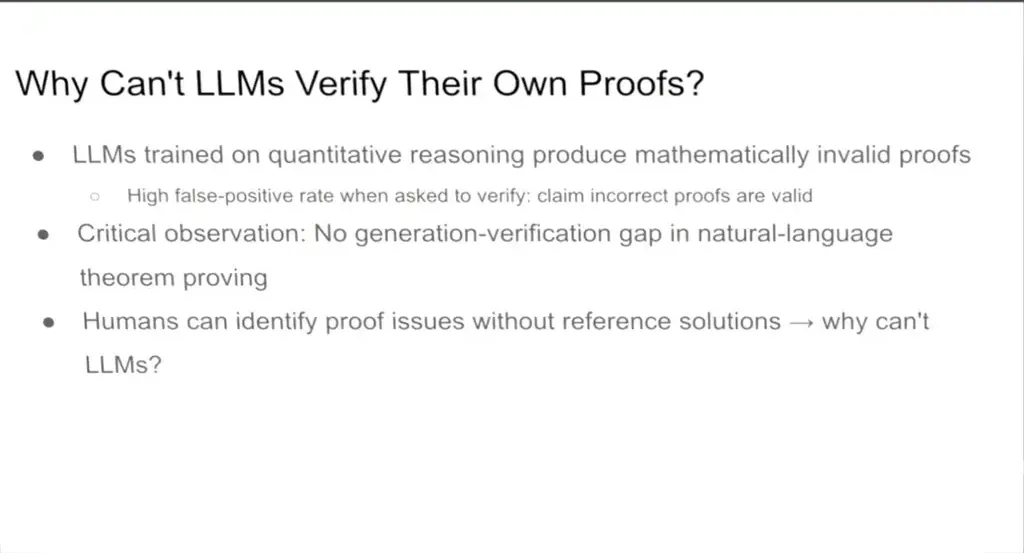 Why Can't LLMs Verify Their Own Proofs?
● LLMs trained on quantitative reasoning produce mathematically invalid proofs
○ High false-positive rate when asked to verify: claim incorrect proofs are valid
● Critical observation: No generation-verification gap in natural-language
theorem proving
● Humans can identify proof issues without reference solutions → why can't
LLMs?